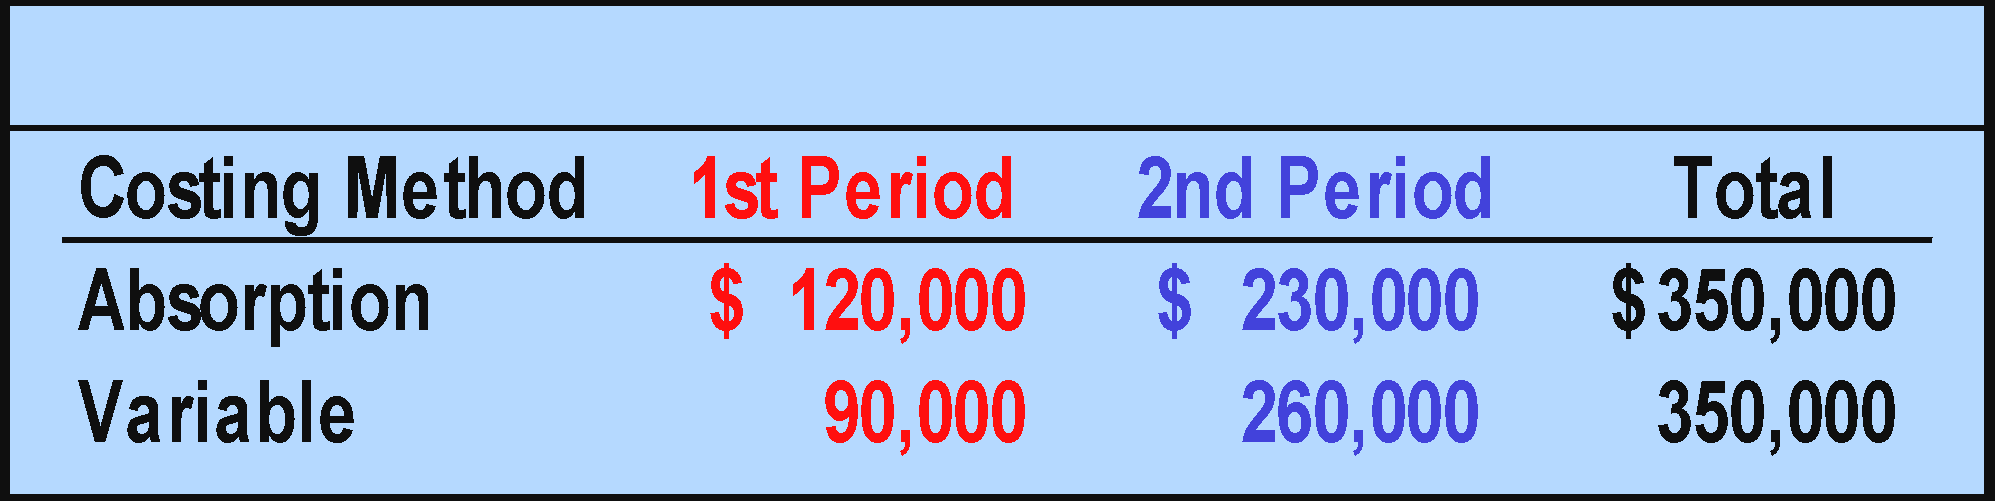 Costing Method 1st Period 2nd Period Total
Absorption $ 120,000 $ 230,000 $350,000
Variable 90,000 260,000 350,000